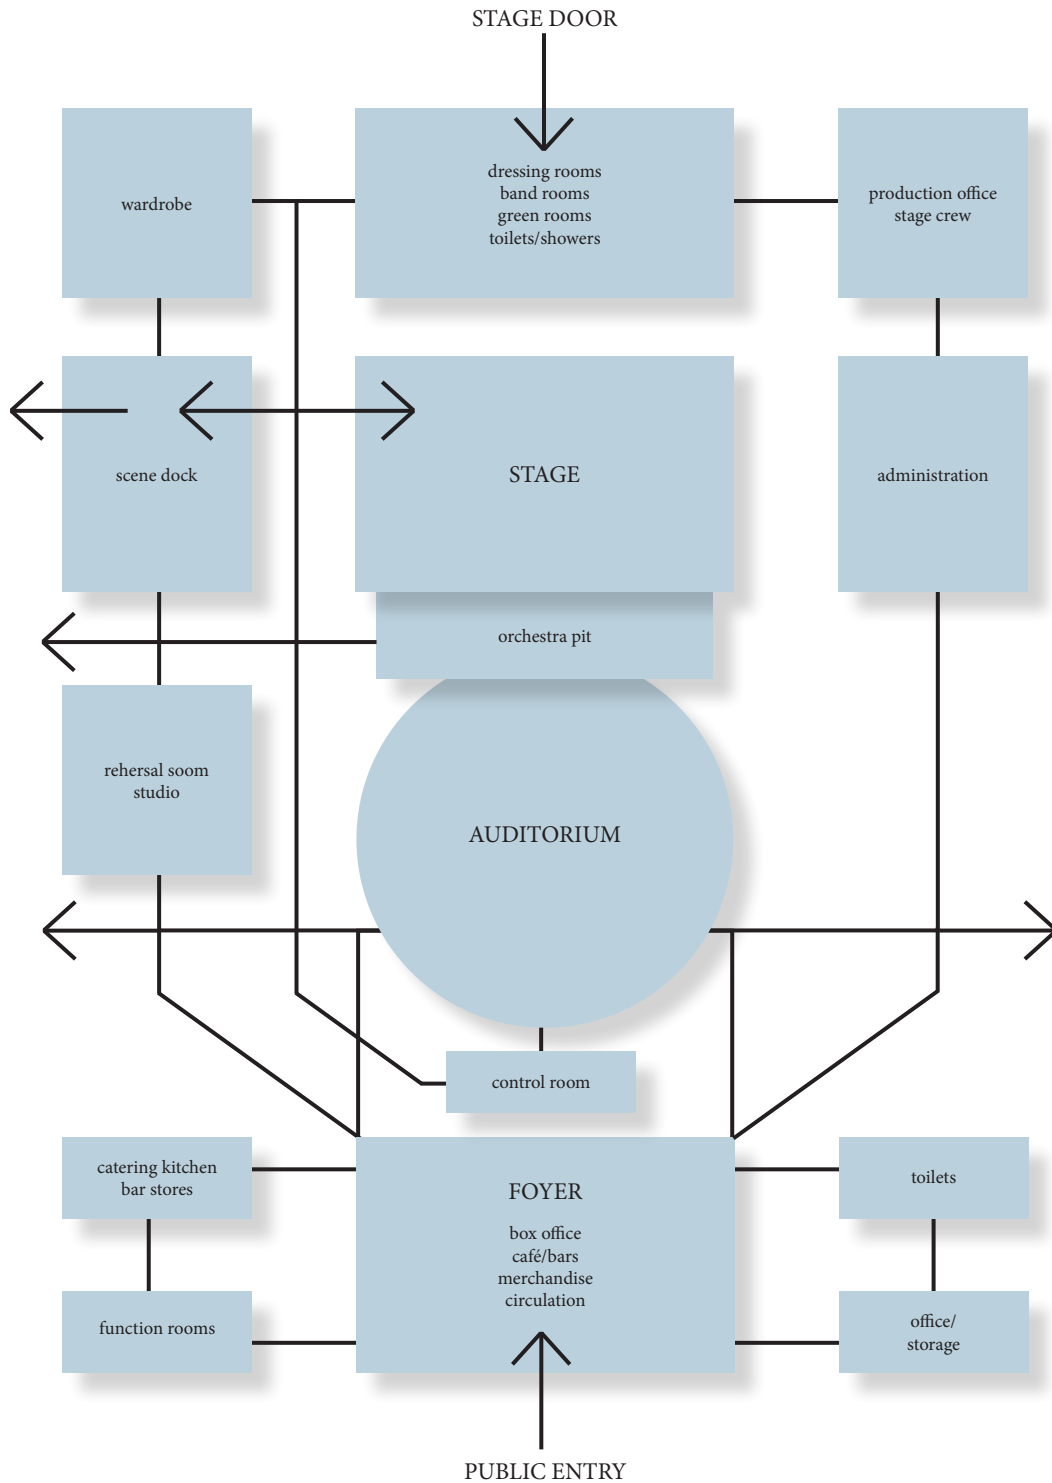 STAGE DOOR
wardrobe
dressing rooms
band rooms
green rooms
toilets/showers
production office
stage crew
scene dock
STAGE
administration
orchestra pit
rehersal soom
studio
AUDITORIUM
control room
catering kitchen
bar stores
FOYER
box office
café/bars
merchandise
circulation
toilets
function rooms
office/
storage
PUBLIC ENTRY